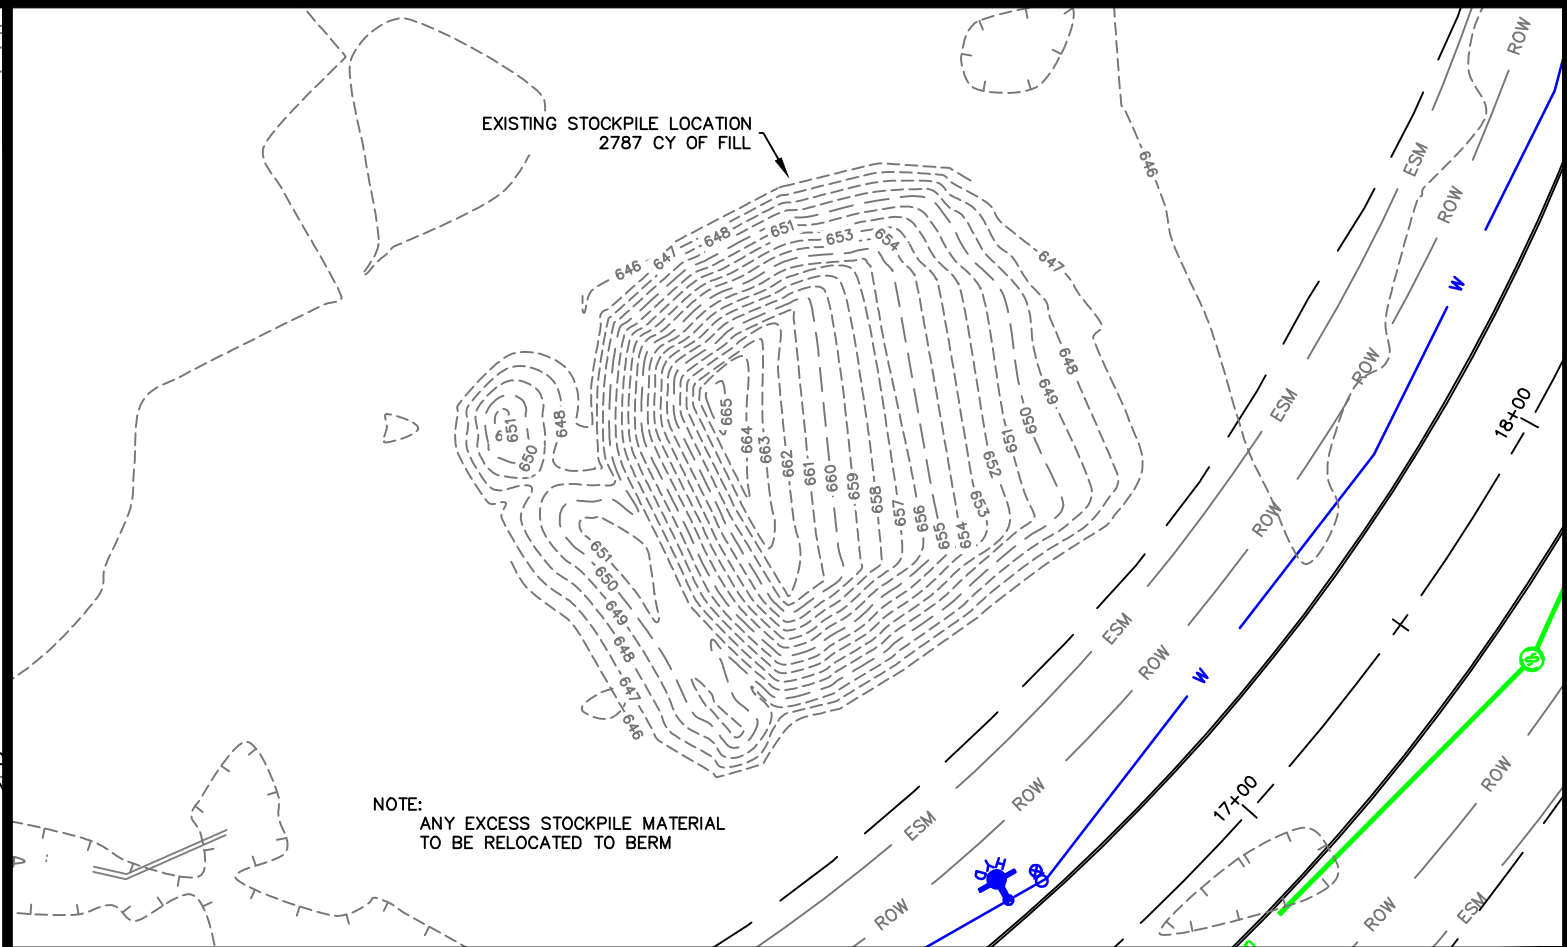 ROW
EXISTING STOCKPILE LOCATION
2787 CY OF FILL
646
ESM
ROW
648
651
653
654
646
647
647
W
648
ROW
649
18+00
665
650
ESM
651
648
664
663
651
650
662
652
661
660
659
658
653
657
656
655
654
ROW
651
650
649
648
647
646
ESM
ROW
W
SS
NOTE:
ANY EXCESS STOCKPILE MATERIAL
TO BE RELOCATED TO BERM
ROW
17+00
ROW
ESM
HYD
ROW
ROW
ESM